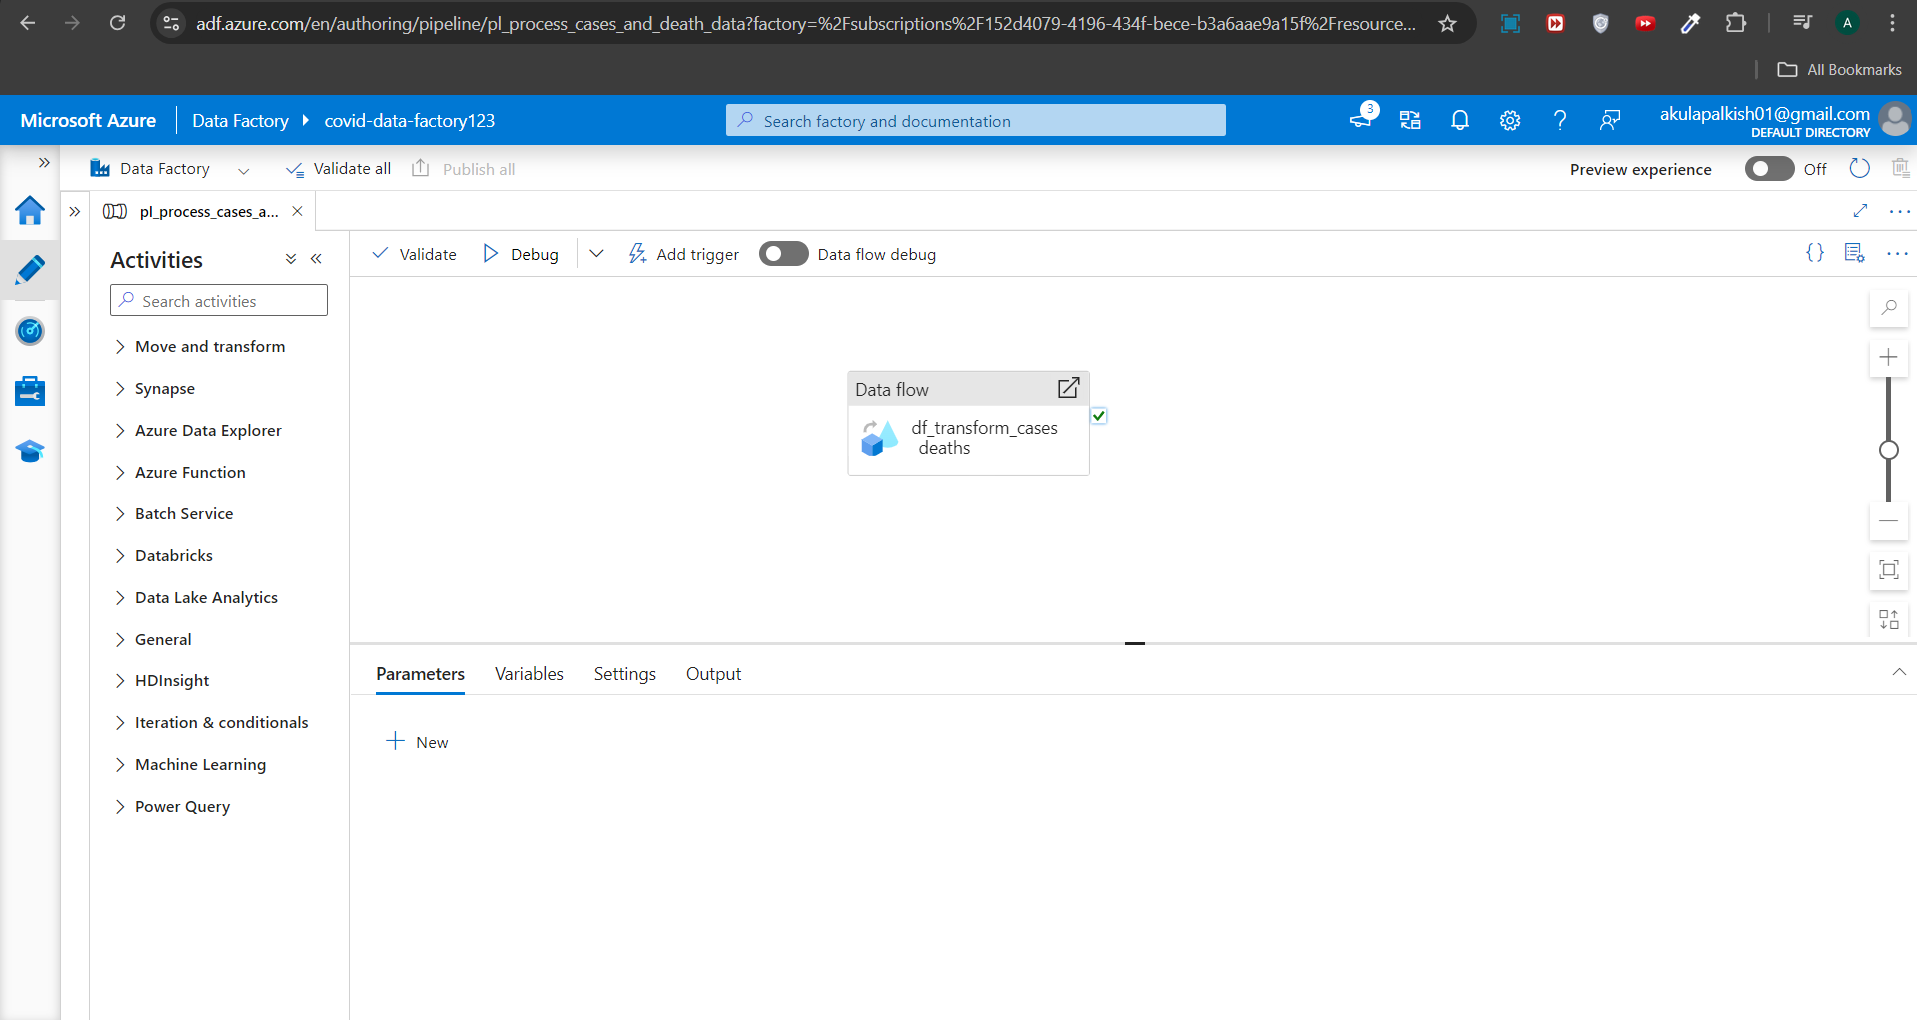 adf.azure.com/en/authoring/pipeline/pl_process_cases_and_death_data?factory=%2Fsubscriptions%2F152d4079-4196-434f-bece-b3a6aae9a15f%2Fresource...
A
All Bookmarks
Microsoft Azure Data Factory covid-data-factory123
Search factory and documentation
3
akulapalkish01@gmail.com
DEFAULT DIRECTORY
Data Factory Validate all Publish all
Preview experience Off
pl_process_cases_a...
Activities
Search activities
Move and transform
Synapse
Azure Data Explorer
Azure Function
Batch Service
Databricks
Data Lake Analytics
General
HDInsight
Iteration & conditionals
Machine Learning
Power Query
Validate Debug Add trigger Data flow debug
Data flow
df_transform_cases
deaths
Parameters Variables Settings Output
New